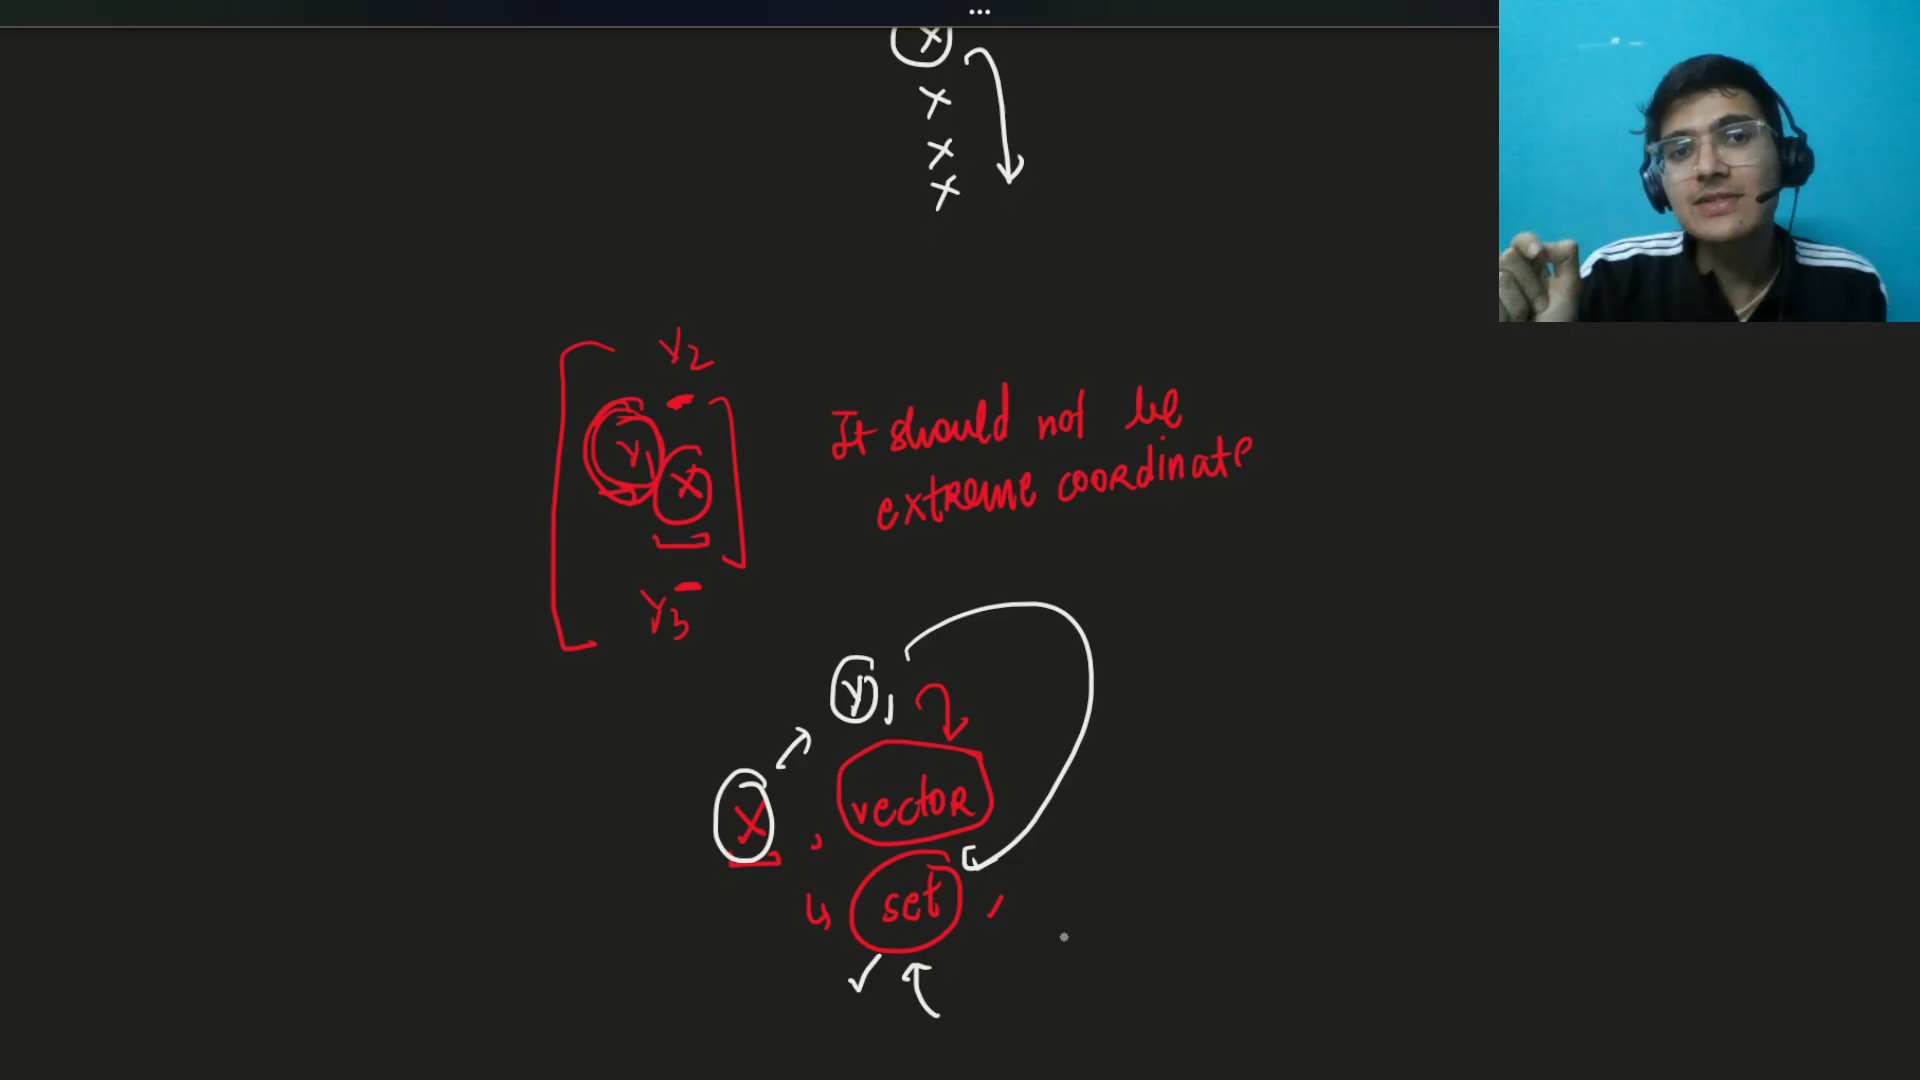 ...
x
x
x
x
y2
y1
x
y3
It should not be
extreme coordinate
y,
x , vector
set ,